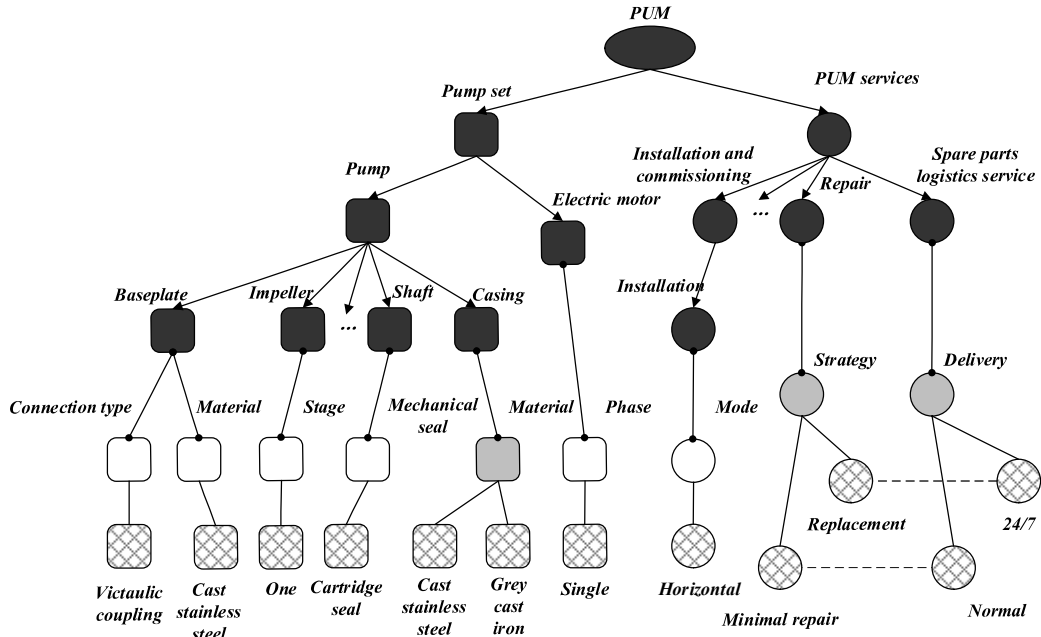 PUM
PUM services
Pump set
Installation and
commissioning
Spare parts
logistics service
Pump
Repair
Electric motor
...
Installation
Baseplate
Impeller
Shaft
Casing
...
Strategy
Delivery
Connection type
Material
Stage
Mechanical
seal
Material
Phase
Mode
Replacement
24/7
Victaulic
coupling
Cast
stainless
steel
One
Cartridge
seal
Cast
stainless
steel
Grey
cast
iron
Single
Horizontal
Minimal repair
Normal